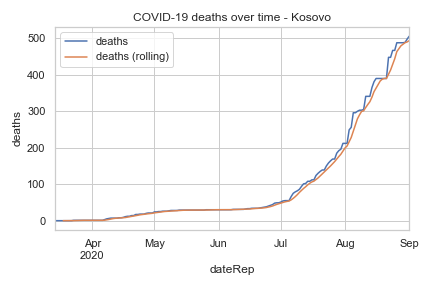 COVID-19 deaths over time - Kosovo
deaths
deaths (rolling)
500
400
300
200
100
0
deaths
Apr
2020
May
Jun
Jul
Aug
Sep
dateRep